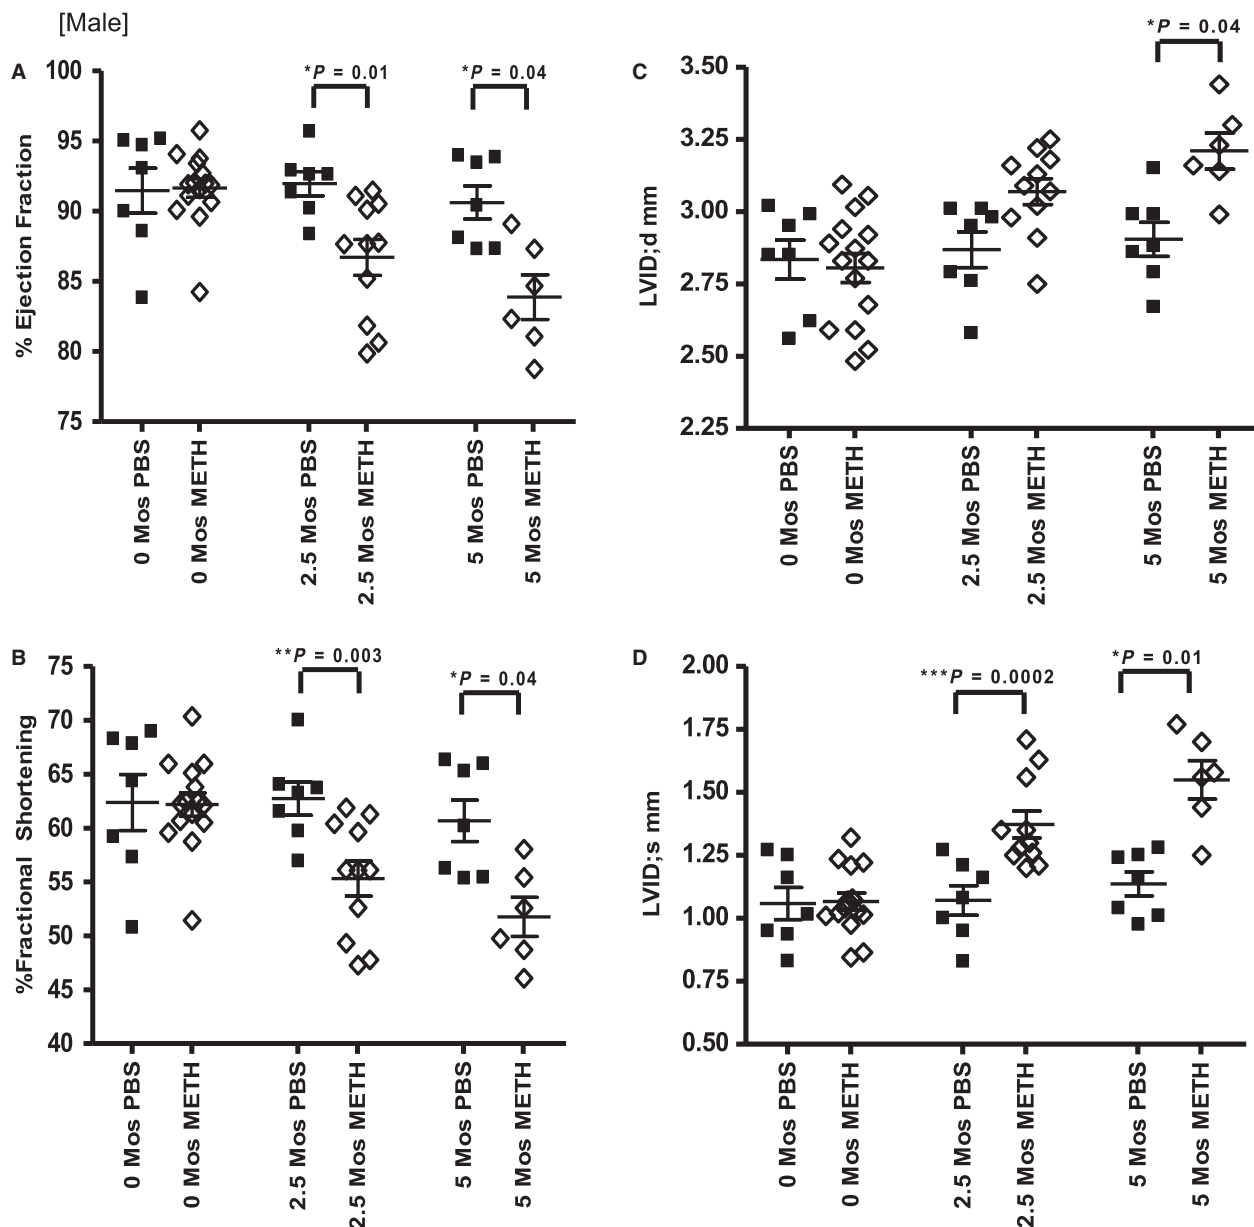 [Male]
A
% Ejection Fraction
100
95
90
85
80
75
*P = 0.01
*P = 0.04
0 Mos PBS
0 Mos METH
2.5 Mos PBS
2.5 Mos METH
5 Mos PBS
5 Mos METH
C
LVID;d mm
3.50
3.25
3.00
2.75
2.50
2.25
*P = 0.04
0 Mos PBS
0 Mos METH
2.5 Mos PBS
2.5 Mos METH
5 Mos PBS
5 Mos METH
B
%Fractional Shortening
75
70
65
60
55
50
45
40
**P = 0.003
*P = 0.04
0 Mos PBS
0 Mos METH
2.5 Mos PBS
2.5 Mos METH
5 Mos PBS
5 Mos METH
D
LVID;s mm
2.00
1.75
1.50
1.25
1.00
0.75
0.50
***P = 0.0002
*P = 0.01
0 Mos PBS
0 Mos METH
2.5 Mos PBS
2.5 Mos METH
5 Mos PBS
5 Mos METH